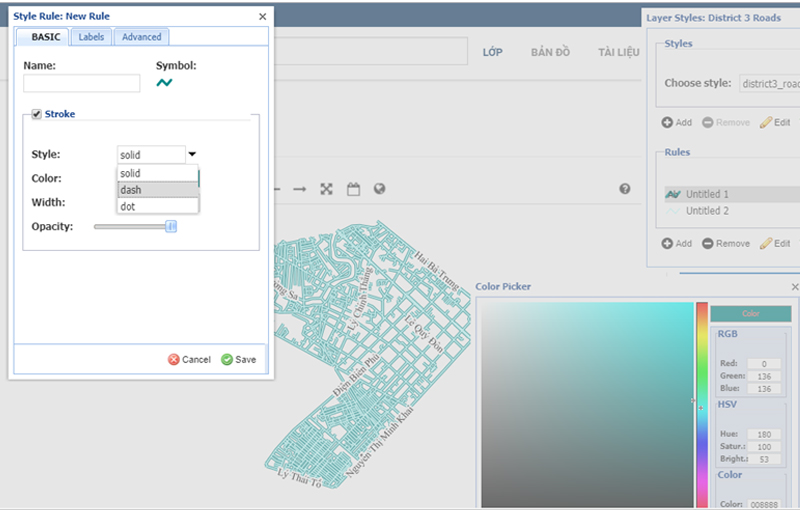 Style Rule: New Rule
BASIC Labels Advanced
Name: Symbol:
Stroke
Style: solid
solid
dash
dot
Color:
Width:
Opacity:
Cancel Save
LỚP BẢN ĐỒ TÀI LIỆU
Layer Styles: District 3 Roads
Styles
Choose style: district3_road
Add Remove Edit
Rules
Untitled 1
Untitled 2
Add Remove Edit
Hai Bà Trưng
Lý Chính Thắng
Lê Quý Đôn
Điện Biên Phủ
Nguyễn Thị Minh Khai
Lý Thái Tổ
Color Picker
Color
RGB
Red: 0
Green: 136
Blue: 136
HSV
Hue: 180
Satur.: 100
Bright.: 53
Color
Color: 008888